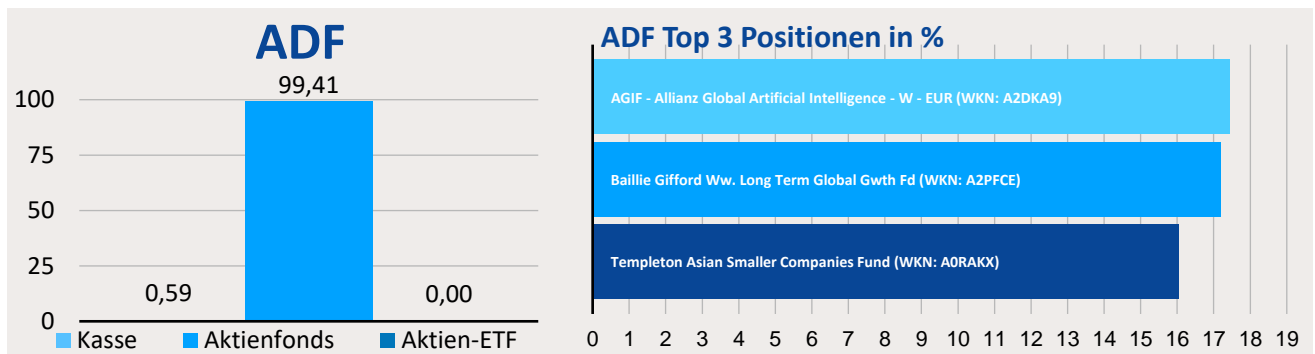 ADF
99,41
100
75
50
25
0
0,59
0,00
Kasse
Aktienfonds
Aktien-ETF
ADF Top 3 Positionen in %
AGIF - Allianz Global Artificial Intelligence - W - EUR (WKN: A2DKA9)
Baillie Gifford Ww. Long Term Global Gwth Fd (WKN: A2PFCE)
Templeton Asian Smaller Companies Fund (WKN: A0RAKX)
0 1 2 3 4 5 6 7 8 9 10 11 12 13 14 15 16 17 18 19